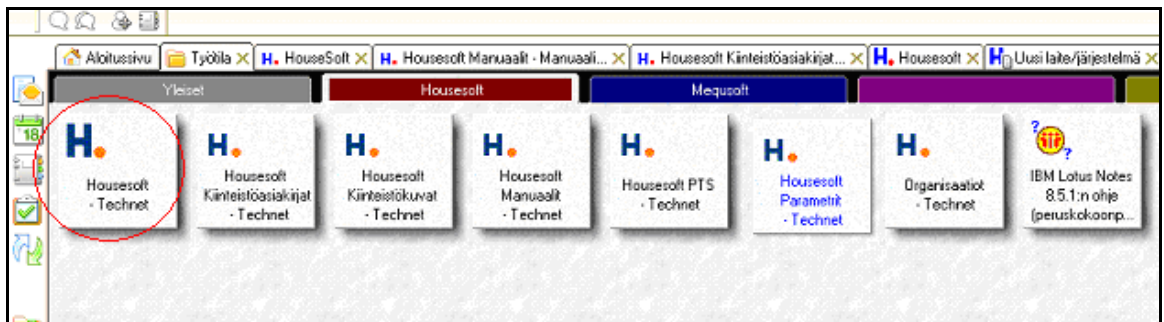 18
Aloitussivu
Työtila
H. HouseSoft
H. Housesoft Manuaalit - Manuaali...
H. Housesoft Kiinteistöasiakirjat...
H. Housesoft
H Uusi laite/järjestelmä
Yleiset
Housesoft
Mequsoft
H.
Housesoft
- Technet
H.
Housesoft
Kiinteistöasiakirjat
- Technet
H.
Housesoft
Kiinteistökuvat
- Technet
H.
Housesoft
Manuaalit
- Technet
H.
Housesoft PTS
- Technet
H.
Housesoft
Parametrit
- Technet
H.
Organisaatiot
- Technet
? ?
IBM Lotus Notes
8.5.1:n ohje
(peruskokoonp...